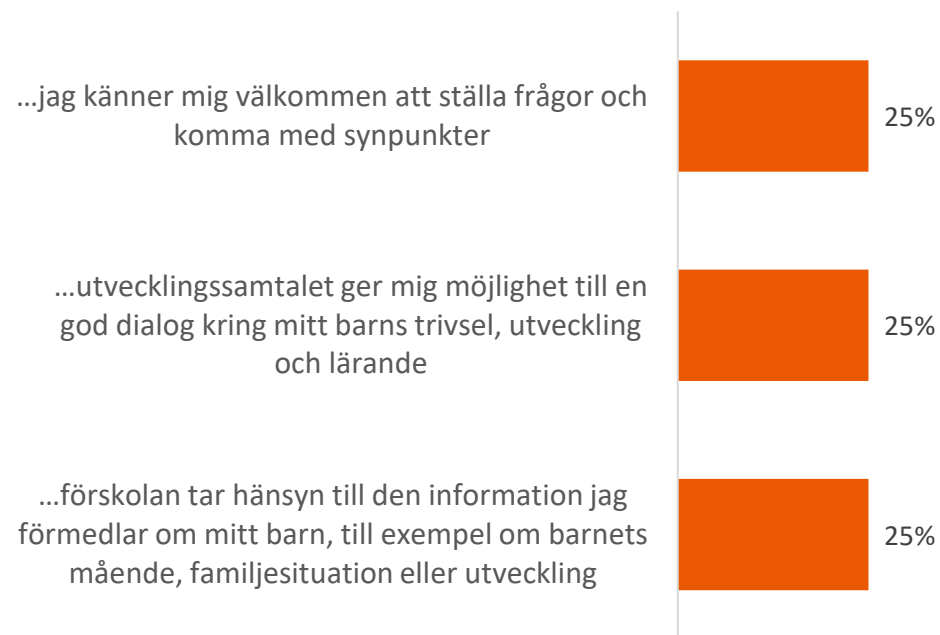 ...jag känner mig välkommen att ställa frågor och
komma med synpunkter
25%
...utvecklingssamtalet ger mig möjlighet till en
god dialog kring mitt barns trivsel, utveckling
och lärande
25%
...förskolan tar hänsyn till den information jag
förmedlar om mitt barn, till exempel om barnets
mående, familjesituation eller utveckling
25%